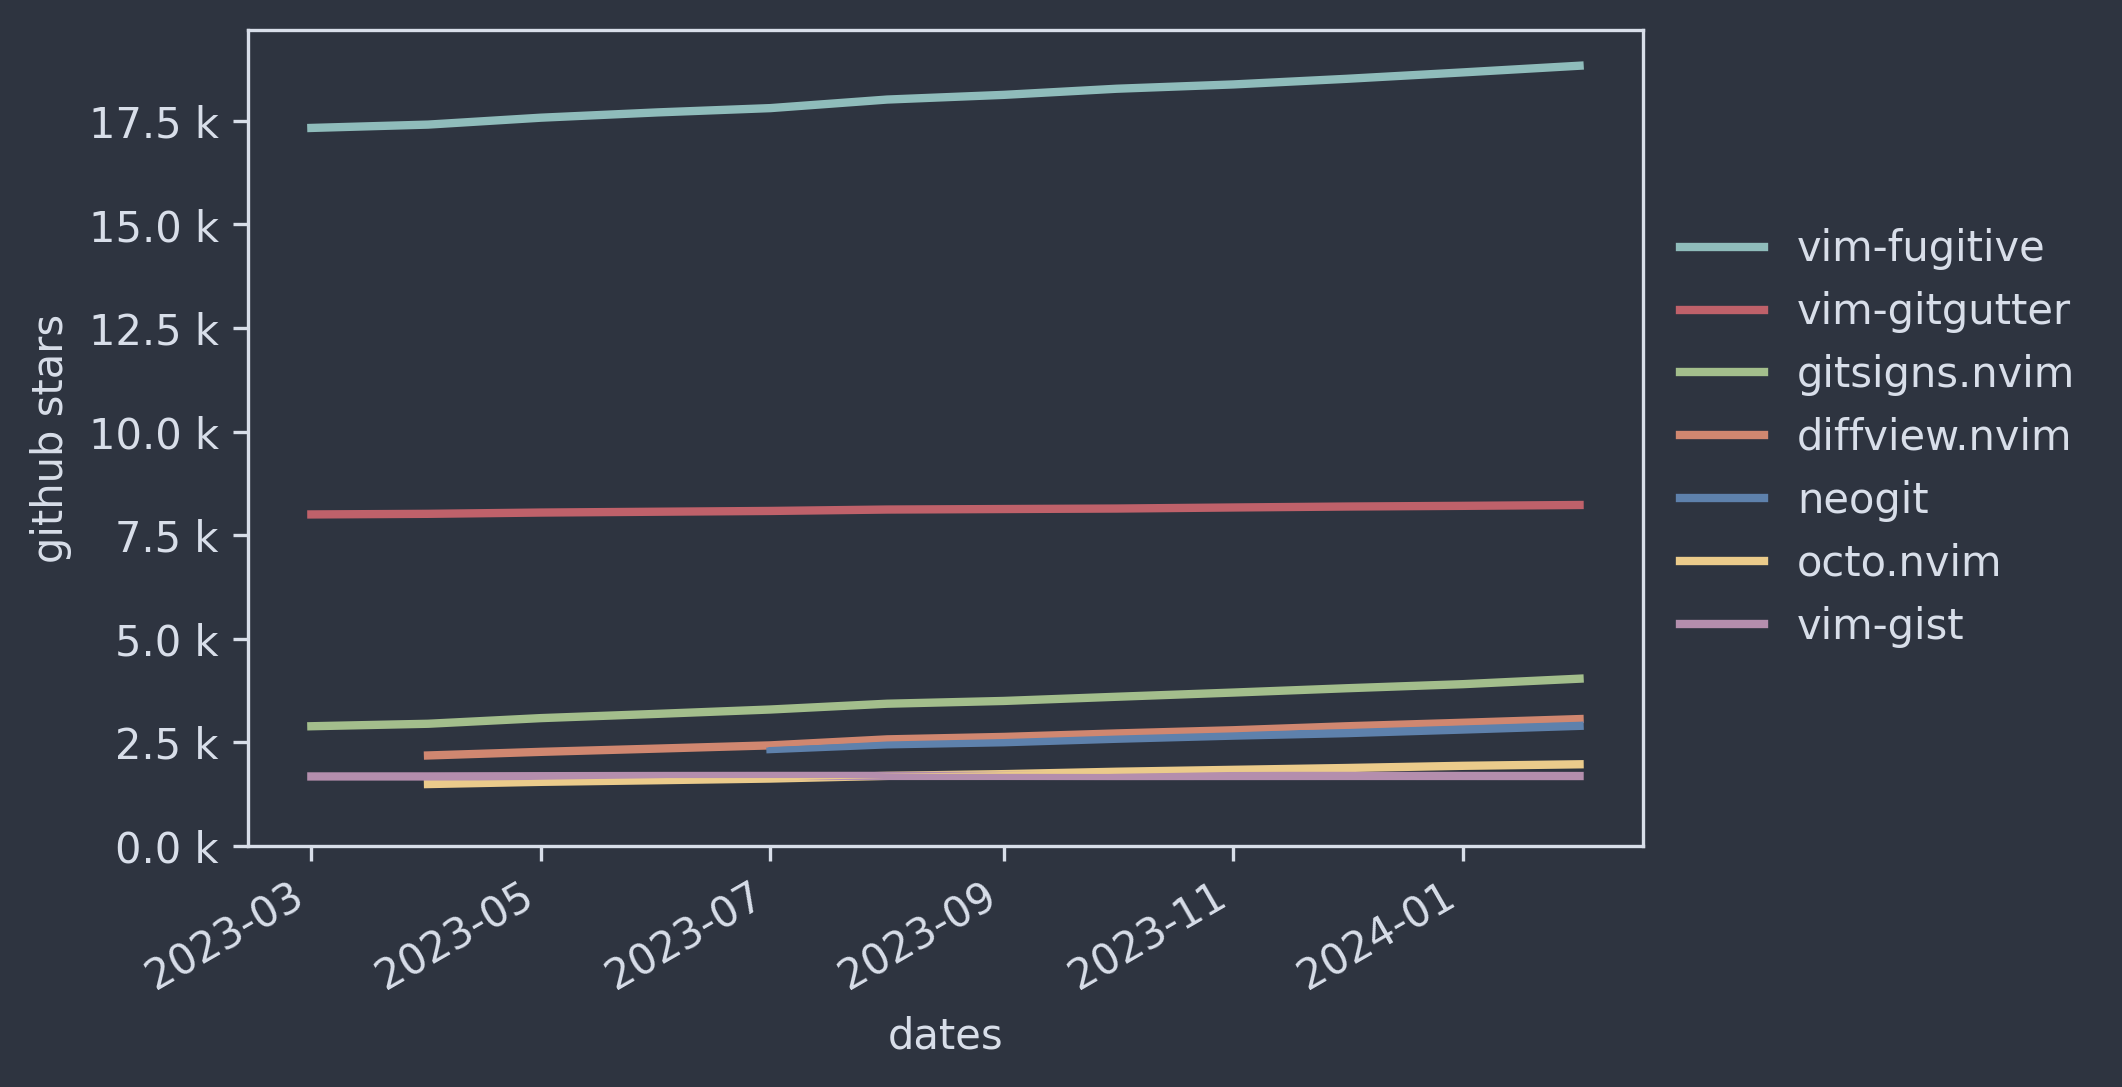 17.5 k
15.0 k
12.5 k
10.0 k
7.5 k
5.0 k
2.5 k
0.0 k
github stars
2023-03
2023-05
2023-07
2023-09
2023-11
2024-01
dates
vim-fugitive
vim-gitgutter
gitsigns.nvim
diffview.nvim
neogit
octo.nvim
vim-gist